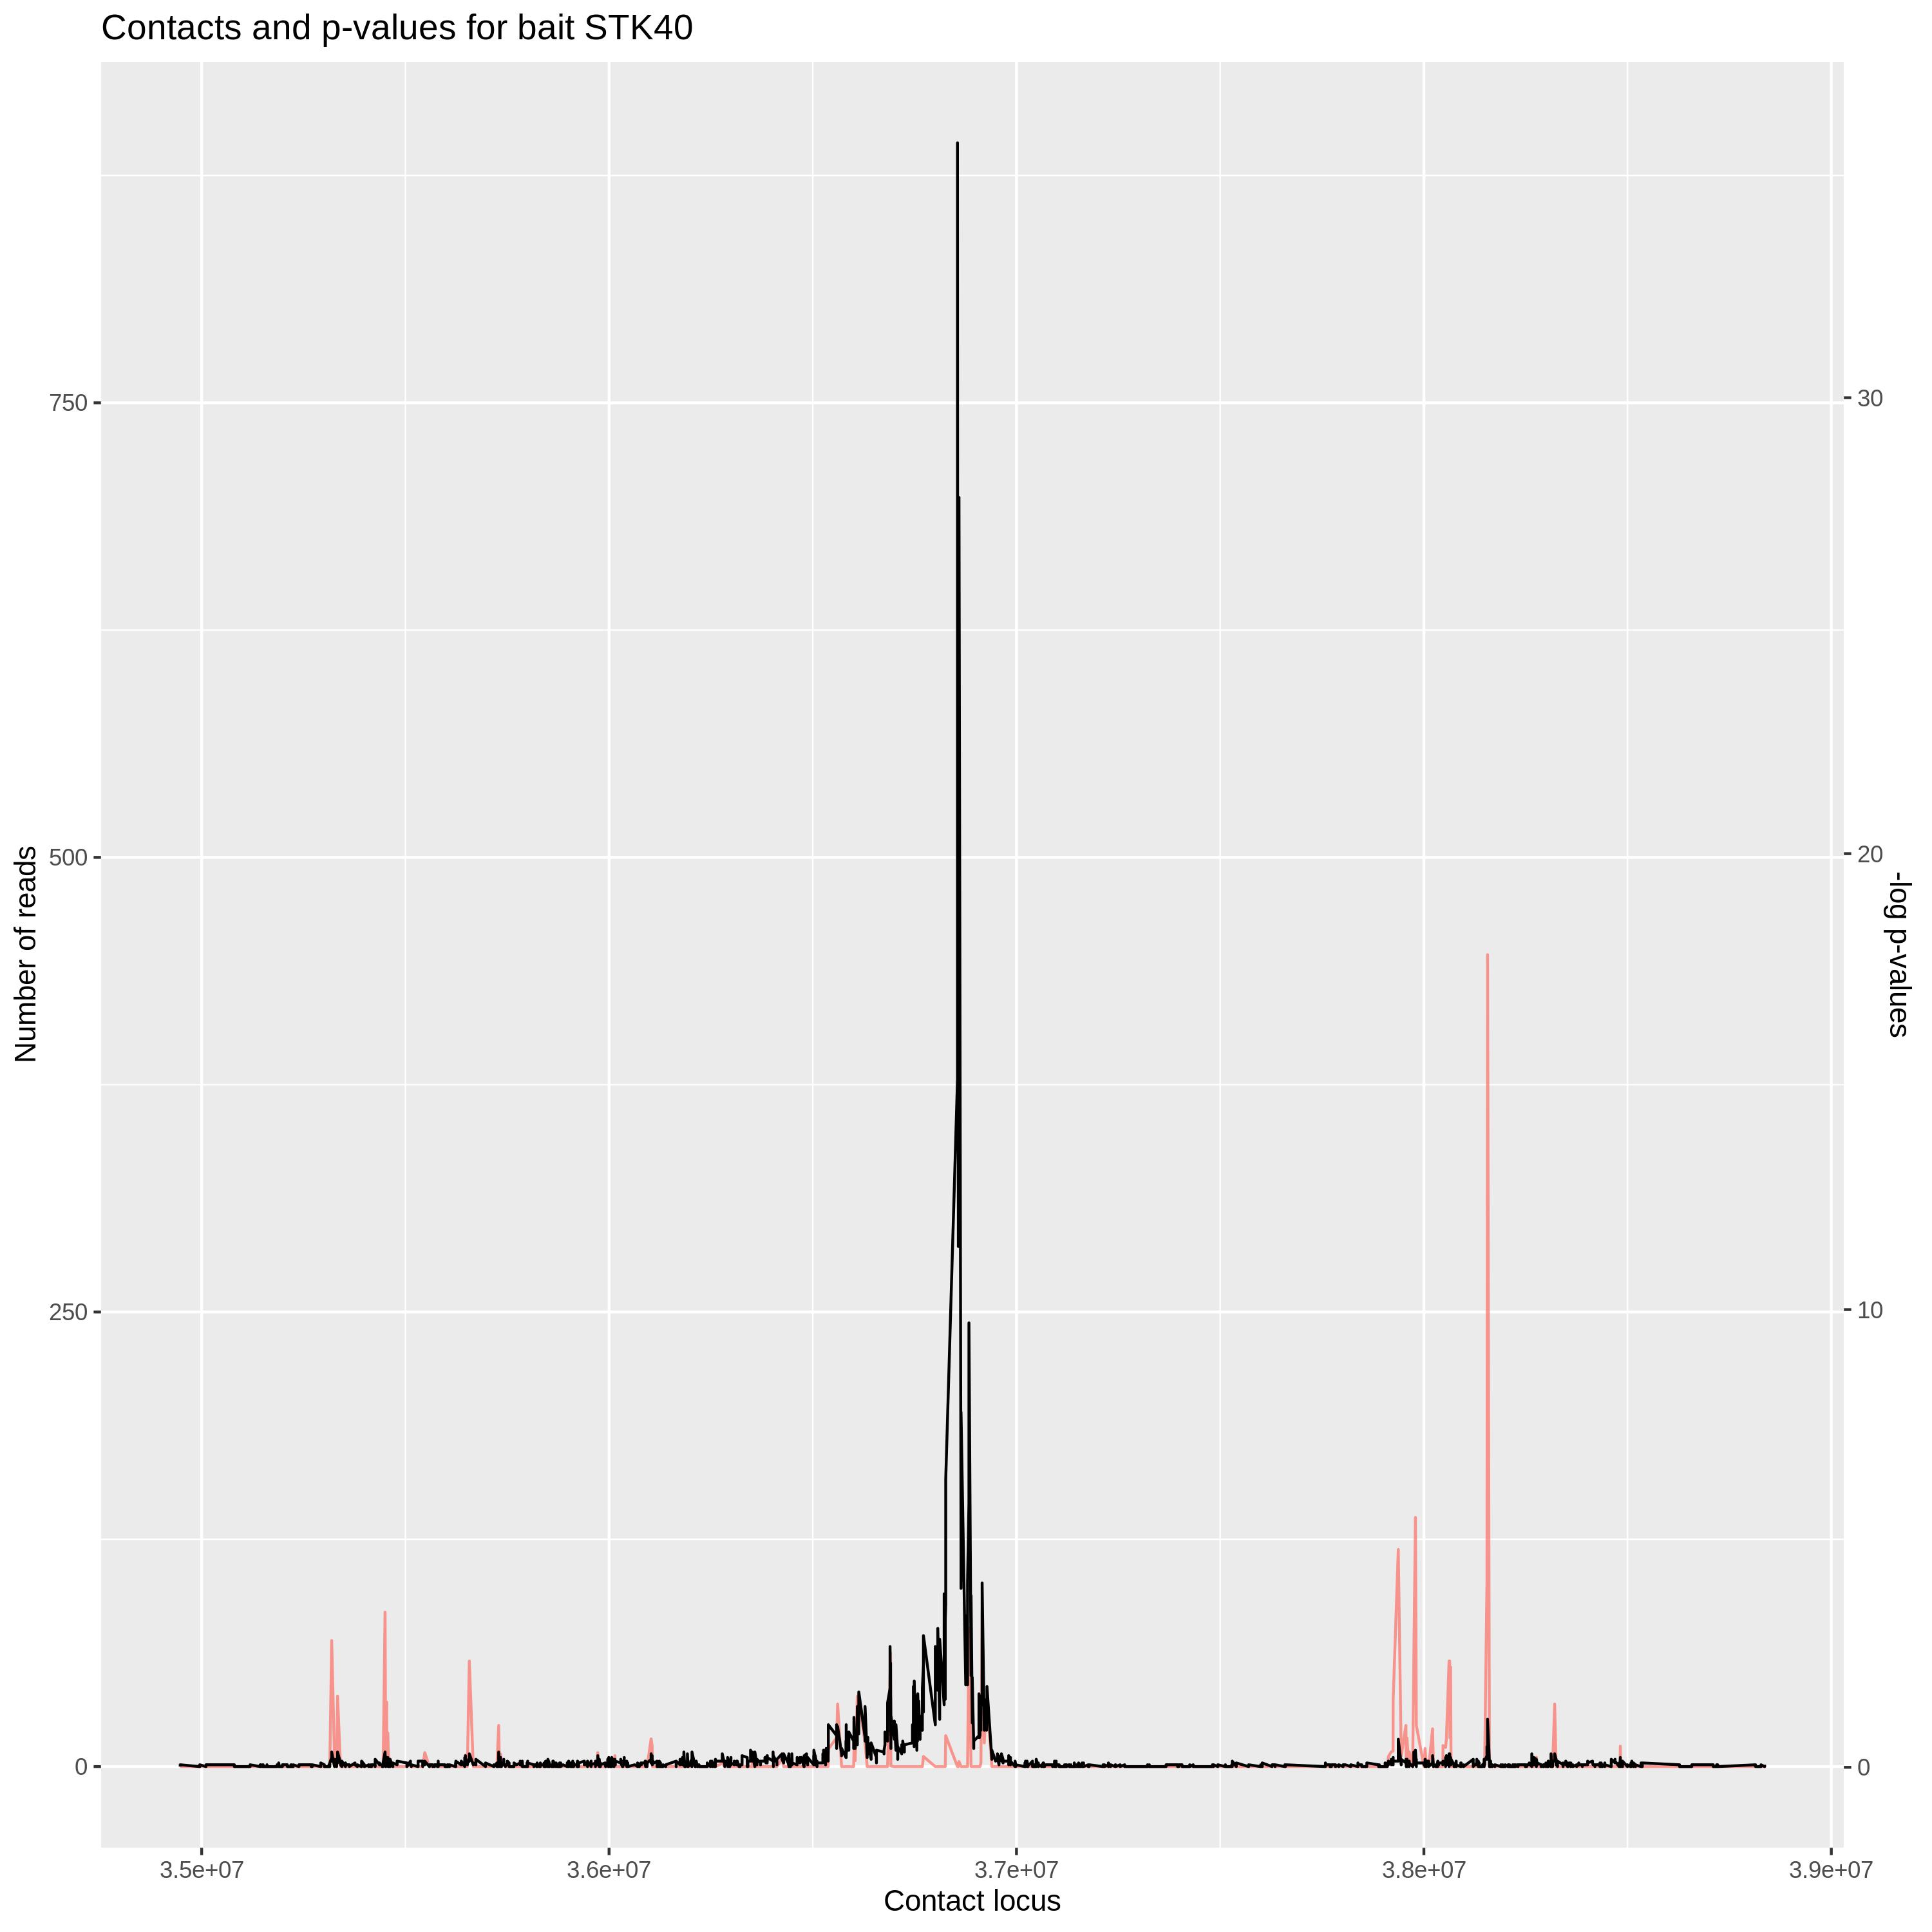 Contacts and p-values for bait STK40
Number of reads
750
500
250
0
30
20
10
0
-log p-values
3.5e+07
3.6e+07
3.7e+07
3.8e+07
3.9e+07
Contact locus